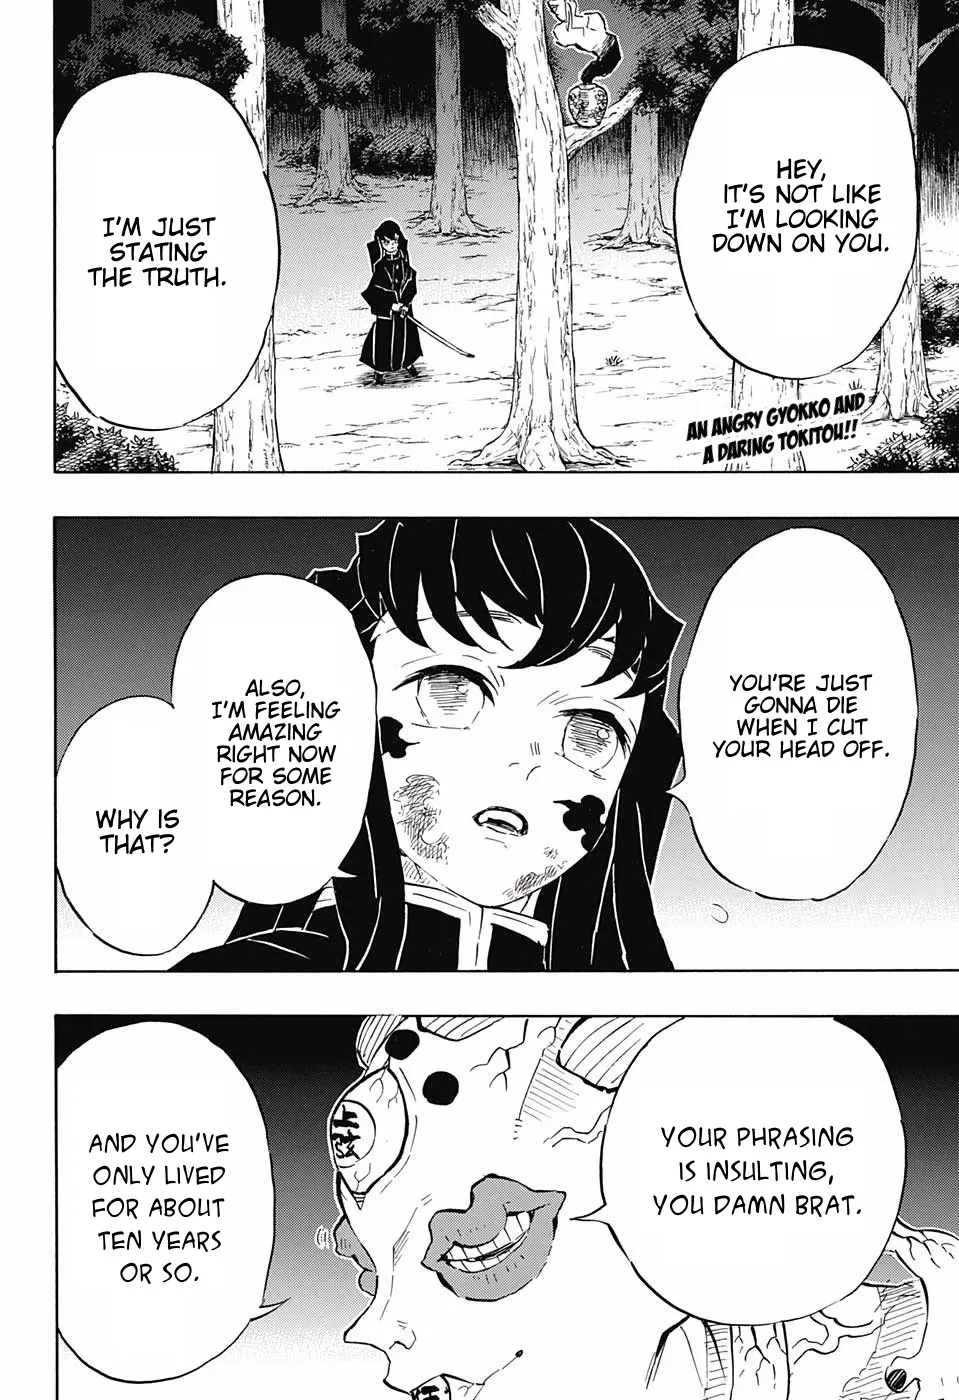 HEY,
IT'S NOT LIKE
I'M LOOKING
DOWN ON YOU.
I'M JUST
STATING
THE TRUTH.
AN ANGRY GYOKKO AND
A DARING TOKITOU!!
YOU'RE JUST
GONNA DIE
WHEN I CUT
YOUR HEAD OFF.
ALSO,
I'M FEELING
AMAZING
RIGHT NOW
FOR SOME
REASON.
WHY IS
THAT?
YOUR PHRASING
IS INSULTING,
YOU DAMN BRAT.
上弦
AND YOU'VE
ONLY LIVED
FOR ABOUT
TEN YEARS
OR SO.